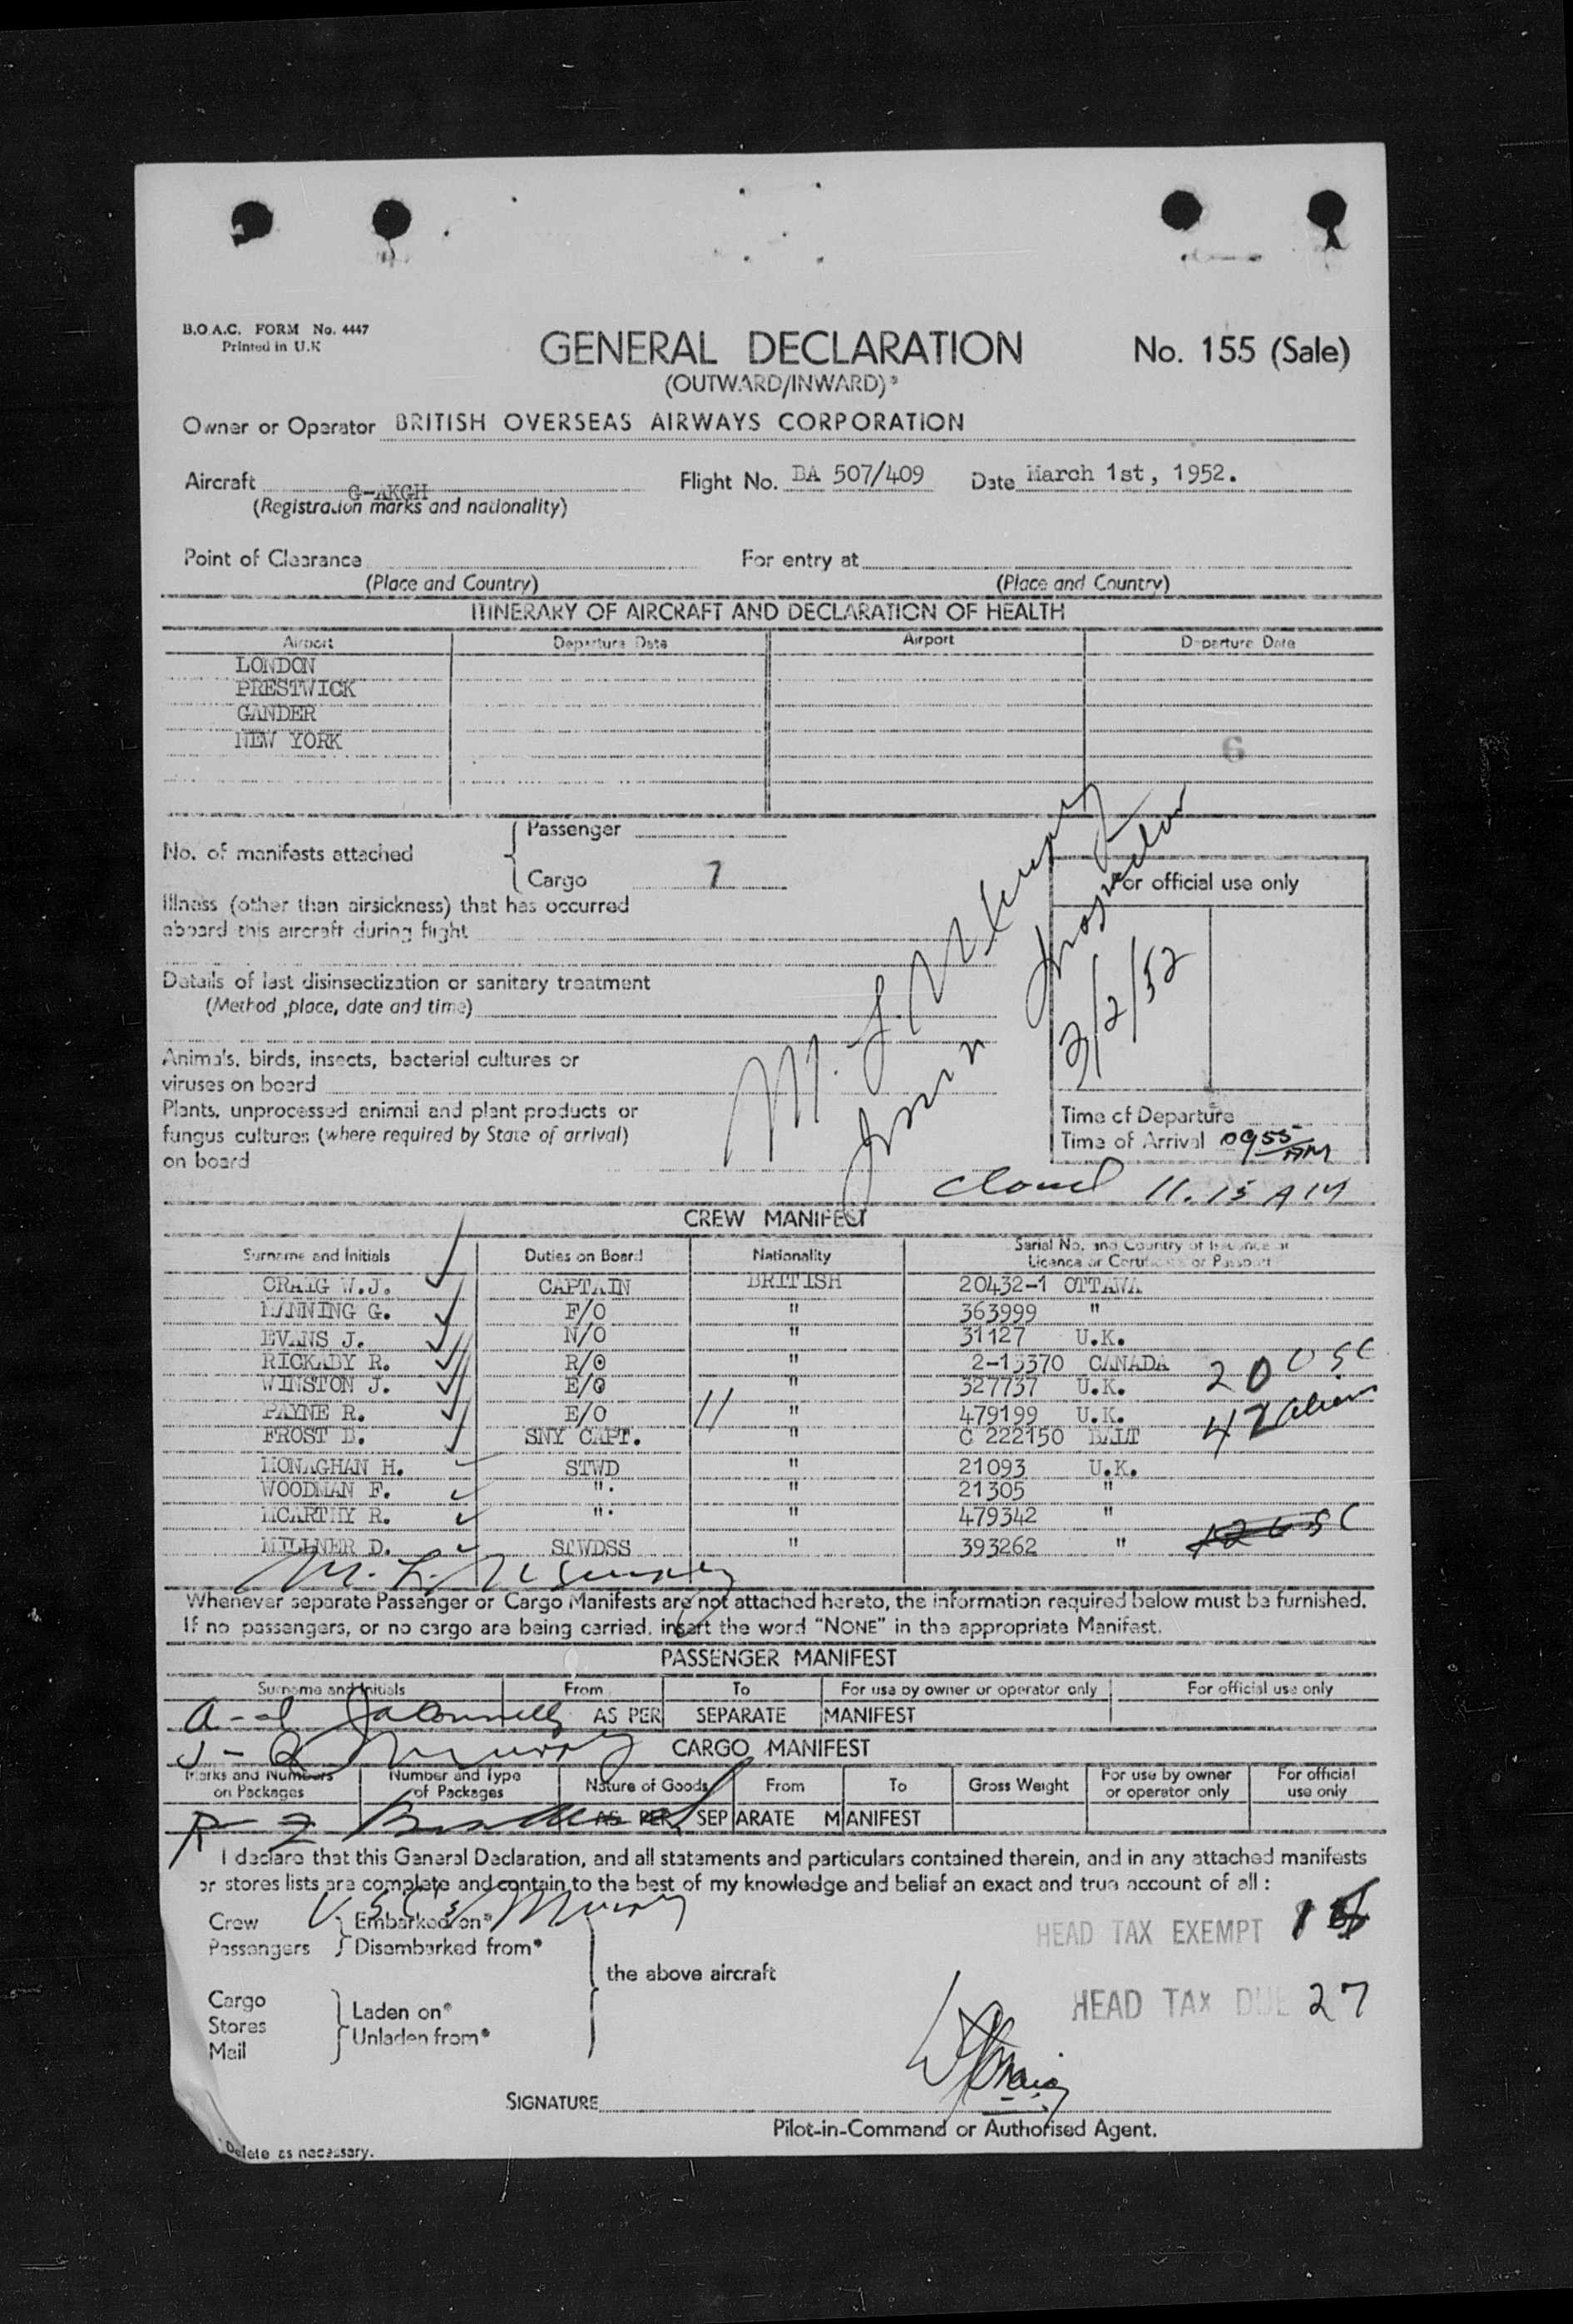 B.O.A.C. FORM No. 4447
Printed in U.K
GENERAL DECLARATION
No. 155 (Sale)
(OUTWARD/INWARD)*
Owner or Operator BRITISH OVERSEAS AIRWAYS CORPORATION
Aircraft G-AKGH Flight No. BA 507/409 Date March 1st, 1952.
(Registration marks and nationality)
Point of Clearance For entry at
(Place and Country) (Place and Country)
ITINERARY OF AIRCRAFT AND DECLARATION OF HEALTH
Airport Departure Date Airport Departure Date
LONDON
PRESTWICK
GANDER
NEW YORK
6
No. of manifests attached
Passenger
Cargo 7
For official use only
Illness (other than airsickness) that has occurred
aboard this aircraft during flight
Details of last disinsectization or sanitary treatment
(Method ,place, date and time)
3/2/52
Animals, birds, insects, bacterial cultures or
viruses on board
Plants, unprocessed animal and plant products or
fungus cultures (where required by State of arrival)
on board
Time of Departure
Time of Arrival 0955 AM
11.15 AM
CREW MANIFEST
Surname and Initials Duties on Board Nationality Serial No. and Country of Issuance of
Licence or Certificate or Passport
CRAIG W.J. CAPTAIN BRITISH 20432-1 OTTAWA
MANNING G. F/O " 363999 "
EVANS J. N/O " 31127 U.K.
RICKABY R. R/O " 2-13370 CANADA
WINSTON J. E/O " 327737 U.K.
20 USC
PAYNE R. E/O 11 " 479199 U.K.
42 alien
FROST B. SNY CAPT. " C 222150 BALT
MONAGHAN H. STWD " 21093 U.K.
WOODMAN F. ". " 21305 "
MCARTHY R. ". " 479342 "
MILLNER D. STWDSS " 393262 "
Whenever separate Passenger or Cargo Manifests are not attached hereto, the information required below must be furnished.
If no passengers, or no cargo are being carried, insert the word "NONE" in the appropriate Manifest.
PASSENGER MANIFEST
Surname and Initials From To For use by owner or operator only For official use only
AS PER SEPARATE MANIFEST
CARGO MANIFEST
Marks and Numbers on Packages Number and Type of Packages Nature of Goods From To Gross Weight For use by owner or operator only For official use only
AS PER SEPARATE MANIFEST
I declare that this General Declaration, and all statements and particulars contained therein, and in any attached manifests
or stores lists are complete and contain to the best of my knowledge and belief an exact and true account of all :
Crew Embarked on*
Passengers Disembarked from*
the above aircraft
HEAD TAX EXEMPT
Cargo
Stores
Mail
Laden on*
Unladen from*
HEAD TAX DUE 27
SIGNATURE
Pilot-in-Command or Authorised Agent.
*Delete as necessary.